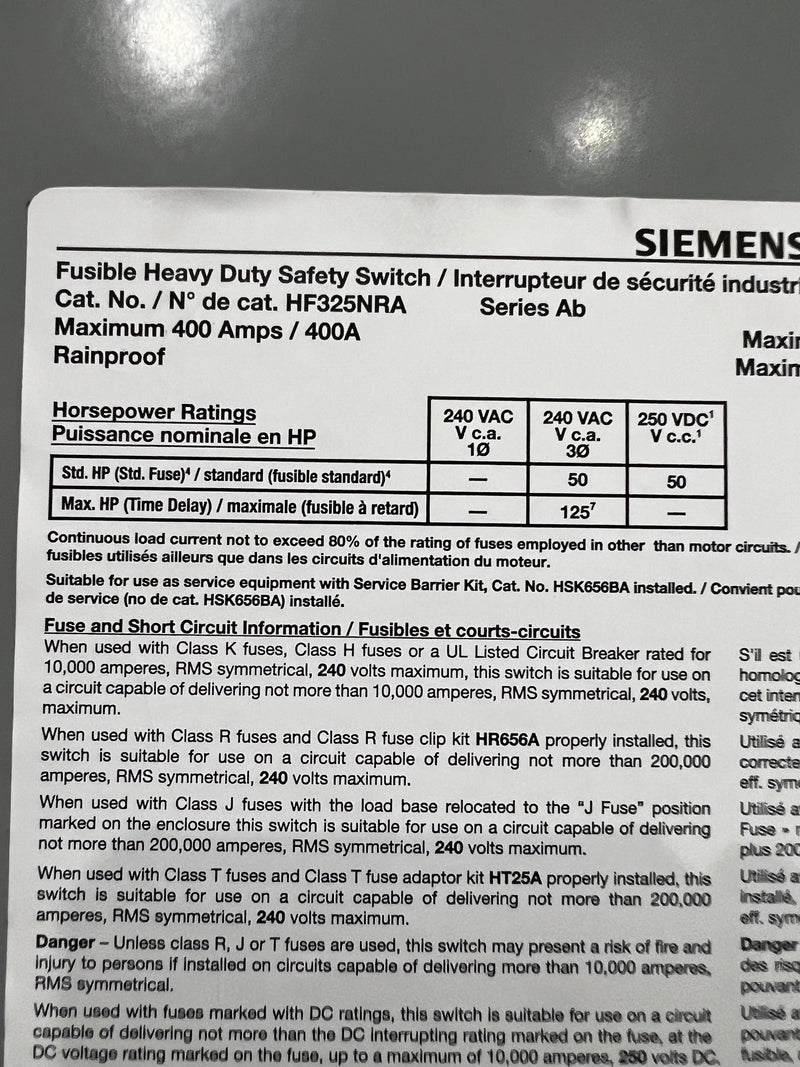 SIEMENS
Fusible Heavy Duty Safety Switch / Interrupteur de sécurité industri
Cat. No. / N° de cat. HF325NRA Series Ab
Maximum 400 Amps / 400A
Rainproof
Maxin
Maxim
Horsepower Ratings
Puissance nominale en HP
240 VAC
V c.a.
1Ø
240 VAC
V c.a.
3Ø
250 VDC¹
V c.c.¹
Std. HP (Std. Fuse)⁴ / standard (fusible standard)⁴ — 50 50
Max. HP (Time Delay) / maximale (fusible à retard) — 125⁷ —
Continuous load current not to exceed 80% of the rating of fuses employed in other than motor circuits. /
fusibles utilisés ailleurs que dans les circuits d'alimentation du moteur.
Suitable for use as service equipment with Service Barrier Kit, Cat. No. HSK656BA installed. / Convient pou
de service (no de cat. HSK656BA) installé.
Fuse and Short Circuit Information / Fusibles et courts-circuits
When used with Class K fuses, Class H fuses or a UL Listed Circuit Breaker rated for
10,000 amperes, RMS symmetrical, 240 volts maximum, this switch is suitable for use on
a circuit capable of delivering not more than 10,000 amperes, RMS symmetrical, 240 volts,
maximum.
When used with Class R fuses and Class R fuse clip kit HR656A properly installed, this
switch is suitable for use on a circuit capable of delivering not more than 200,000
amperes, RMS symmetrical, 240 volts maximum.
When used with Class J fuses with the load base relocated to the “J Fuse” position
marked on the enclosure this switch is suitable for use on a circuit capable of delivering
not more than 200,000 amperes, RMS symmetrical, 240 volts maximum.
When used with Class T fuses and Class T fuse adaptor kit HT25A properly installed, this
switch is suitable for use on a circuit capable of delivering not more than 200,000
amperes, RMS symmetrical, 240 volts maximum.
Danger – Unless class R, J or T fuses are used, this switch may present a risk of fire and
injury to persons if installed on circuits capable of delivering more than 10,000 amperes,
RMS symmetrical.
When used with fuses marked with DC ratings, this switch is suitable for use on a circuit
capable of delivering not more than the DC interrupting rating marked on the fuse, at the
DC voltage rating marked on the fuse, up to a maximum of 10,000 amperes, 250 volts DC.
S'il est
homolog
cet inter
symétriq
Utilisé a
correcte
eff. symé
Utilisé a
Fuse »
plus 200
Utilisé a
installé,
eff. symé
Danger
des risq
pouvant
Utilisé a
pouvant
fusible,